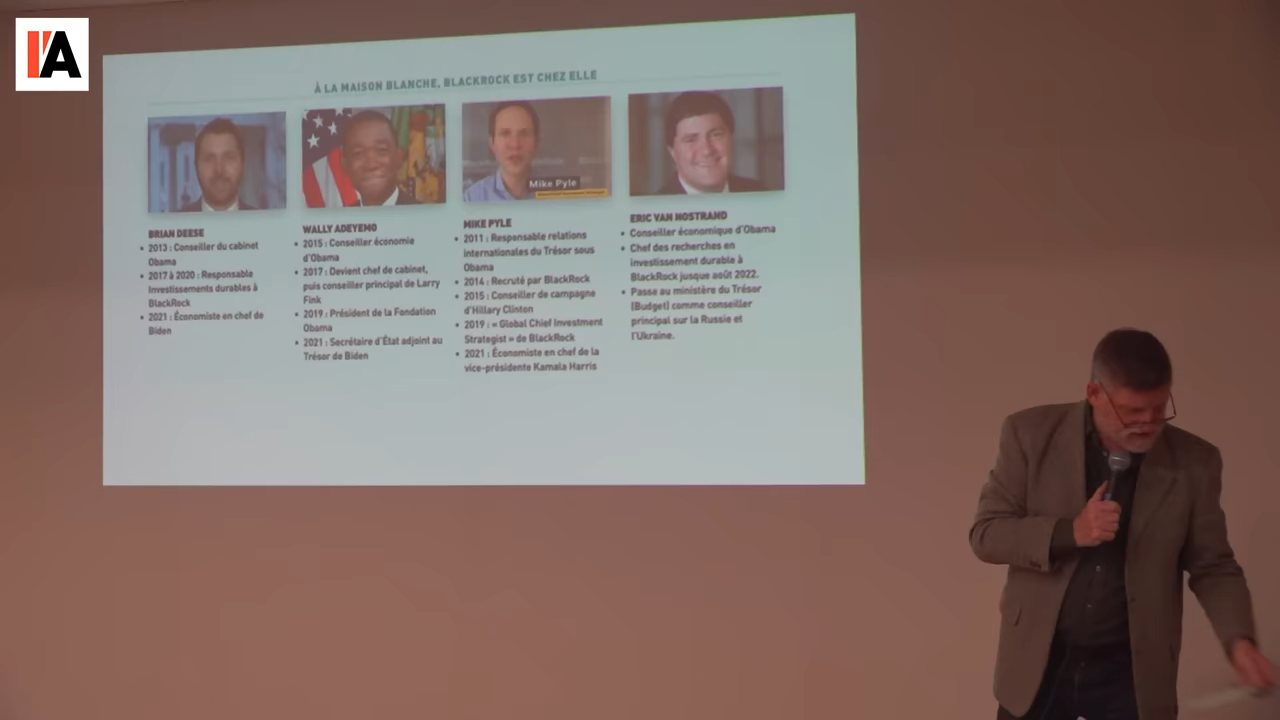 I'A
À LA MAISON BLANCHE, BLACKROCK EST CHEZ ELLE
BRIAN DEESE
• 2013 : Conseiller du cabinet
Obama
• 2017 à 2020 : Responsable
Investissements durables à
BlackRock
• 2021 : Économiste en chef de
Biden
WALLY ADEYEMO
• 2015 : Conseiller économie
d'Obama
• 2017 : Devient chef de cabinet,
puis conseiller principal de Larry
Fink
• 2019 : Président de la Fondation
Obama
• 2021 : Secrétaire d'État adjoint au
Trésor de Biden
Mike Pyle
MIKE PYLE
• 2011 : Responsable relations
internationales du Trésor sous
Obama
• 2014 : Recruté par BlackRock
• 2015 : Conseiller de campagne
d'Hillary Clinton
• 2019 : « Global Chief Investment
Strategist » de BlackRock
• 2021 : Économiste en chef de la
vice-présidente Kamala Harris
ERIC VAN NOSTRAND
• Conseiller économique d'Obama
• Chef des recherches en
investissement durable à
BlackRock jusque août 2022.
• Passe au ministère du Trésor
(Budget) comme conseiller
principal sur la Russie et
l'Ukraine.